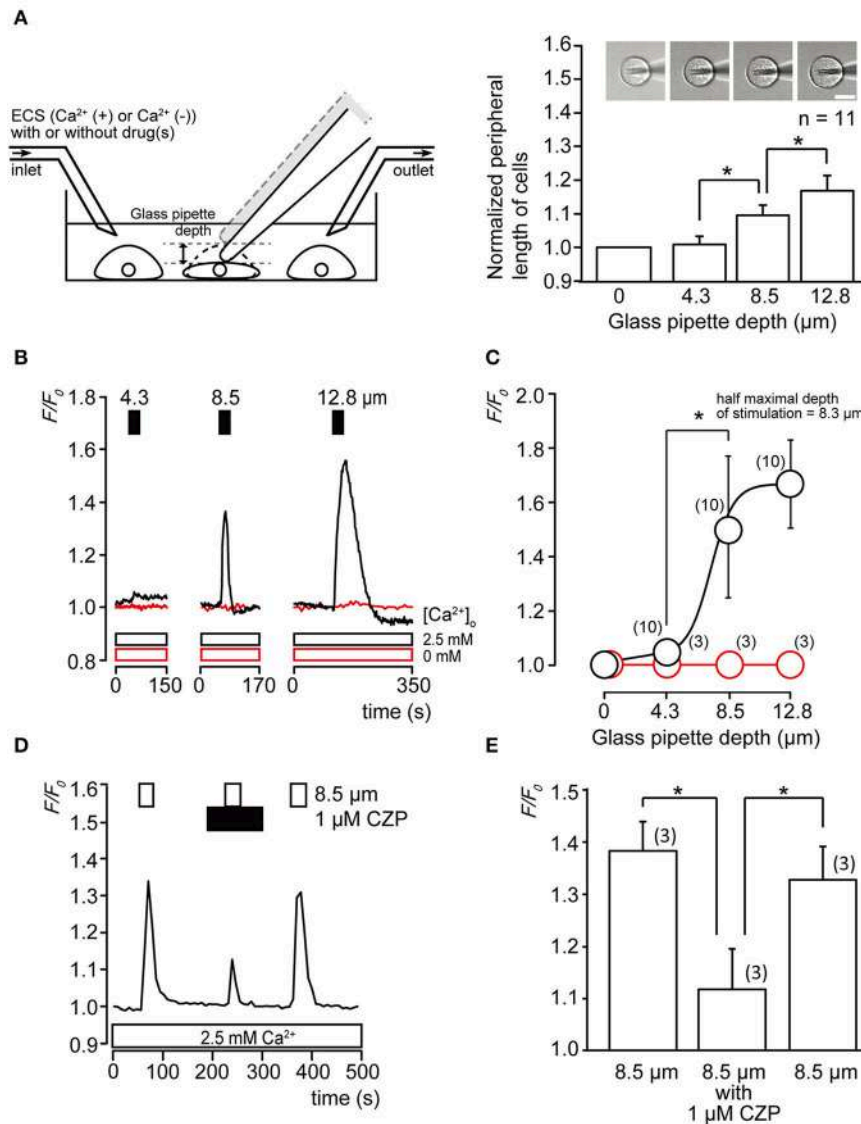 A
ECS (Ca²⁺ (+) or Ca²⁺ (-))
with or without drug(s)
inlet
outlet
Glass pipette
depth
Normalized peripheral
length of cells
1.6
1.5
1.4
1.3
1.2
1.1
1.0
0.9
n = 11
*
*
0 4.3 8.5 12.8
Glass pipette depth (µm)
B
F/F₀
1.8
1.6
1.4
1.2
1.0
0.8
4.3 8.5 12.8 µm
[Ca²⁺]ₒ
2.5 mM
0 mM
0 150 0 170 0 350
time (s)
C
F/F₀
2.0
1.8
1.6
1.4
1.2
1.0
half maximal depth
of stimulation = 8.3 µm
*
(10)
(10)
(10)
(3) (3) (3)
0 4.3 8.5 12.8
Glass pipette depth (µm)
D
F/F₀
1.6
1.5
1.4
1.3
1.2
1.1
1.0
0.9
8.5 µm
1 µM CZP
2.5 mM Ca²⁺
0 100 200 300 400 500
time (s)
E
F/F₀
1.5
1.4
1.3
1.2
1.1
1.0
* *
(3)
(3)
(3)
8.5 µm 8.5 µm 8.5 µm
with
1 µM CZP